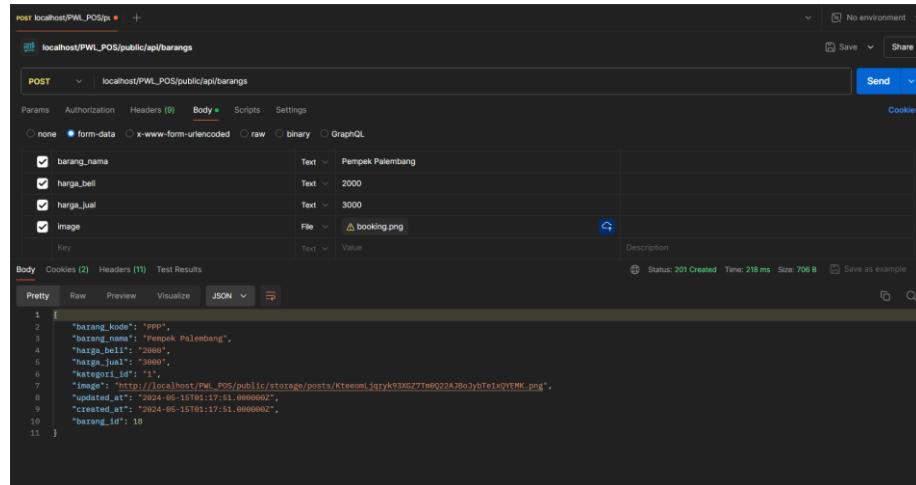 POST localhost/PWL_POS/pu
No environment
localhost/PWL_POS/public/api/barangs
Save
Share
POST
localhost/PWL_POS/public/api/barangs
Send
Params Authorization Headers (9) Body Scripts Settings
Cookies
none form-data x-www-form-urlencoded raw binary GraphQL
barang_nama Text Pempek Palembang
harga_beli Text 2000
harga_jual Text 3000
image File booking.png
Key Text Value Description
Body Cookies (2) Headers (11) Test Results
Status: 201 Created Time: 218 ms Size: 706 B Save as example
Pretty Raw Preview Visualize JSON
1 {
2 "barang_kode": "PPP",
3 "barang_nama": "Pempek Palembang",
4 "harga_beli": "2000",
5 "harga_jual": "3000",
6 "kategori_id": "1",
7 "image": "http://localhost/PWL_POS/public/storage/posts/
8 "updated_at": "2024-05-15T01:17:51.000000Z",
9 "created_at": "2024-05-15T01:17:51.000000Z",
10 "barang_id": 18
11 }